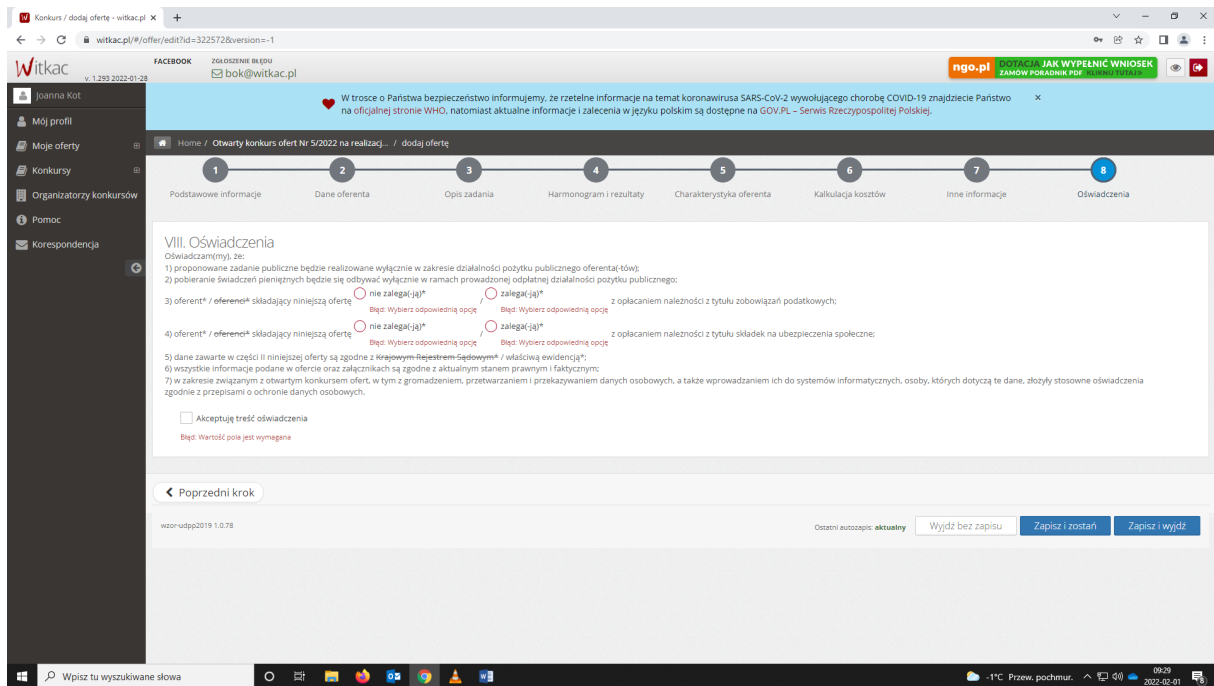 Konkurs / dodaj ofertę - witkac.pl
witkac.pl/#/offer/edit?id=322572&version=-1
Witkac
v. 1.293 2022-01-28
FACEBOOK
ZGŁOSZENIE BŁĘDU
bok@witkac.pl
ngo.pl DOTACJA JAK WYPEŁNIĆ WNIOSEK
ZAMÓW PORADNIK PDF KLIKNIJ TUTAJ»
Joanna Kot
Mój profil
Moje oferty
Konkursy
Organizatorzy konkursów
Pomoc
Korespondencja
W trosce o Państwa bezpieczeństwo informujemy, że rzetelne informacje na temat koronawirusa SARS-CoV-2 wywołującego chorobę COVID-19 znajdziecie Państwo
na oficjalnej stronie WHO, natomiast aktualne informacje i zalecenia w języku polskim są dostępne na GOV.PL – Serwis Rzeczypospolitej Polskiej.
Home / Otwarty konkurs ofert Nr 5/2022 na realizacj... / dodaj ofertę
1 2 3 4 5 6 7 8
Podstawowe informacje Dane oferenta Opis zadania Harmonogram i rezultaty Charakterystyka oferenta Kalkulacja kosztów Inne informacje Oświadczenia
VIII. Oświadczenia
Oświadczam(my), że:
1) proponowane zadanie publiczne będzie realizowane wyłącznie w zakresie działalności pożytku publicznego oferenta(-tów);
2) pobieranie świadczeń pieniężnych będzie się odbywać wyłącznie w ramach prowadzonej odpłatnej działalności pożytku publicznego;
3) oferent* / oferenci* składający niniejszą ofertę nie zalega(-ją)* / zalega(-ją)* z opłacaniem należności z tytułu zobowiązań podatkowych;
Błąd: Wybierz odpowiednią opcję Błąd: Wybierz odpowiednią opcję
4) oferent* / oferenci* składający niniejszą ofertę nie zalega(-ją)* / zalega(-ją)* z opłacaniem należności z tytułu składek na ubezpieczenia społeczne;
Błąd: Wybierz odpowiednią opcję Błąd: Wybierz odpowiednią opcję
5) dane zawarte w części II niniejszej oferty są zgodne z Krajowym Rejestrem Sądowym* / właściwą ewidencją*;
6) wszystkie informacje podane w ofercie oraz załącznikach są zgodne z aktualnym stanem prawnym i faktycznym;
7) w zakresie związanym z otwartym konkursem ofert, w tym z gromadzeniem, przetwarzaniem i przekazywaniem danych osobowych, a także wprowadzaniem ich do systemów informatycznych, osoby, których dotyczą te dane, złożyły stosowne oświadczenia
zgodnie z przepisami o ochronie danych osobowych.
Akceptuję treść oświadczenia
Błąd: Wartość pola jest wymagana
Poprzedni krok
wzor-udpp2019 1.0.78
Ostatni autozapis: aktualny
Wyjdź bez zapisu
Zapisz i zostań
Zapisz i wyjdź
Wpisz tu wyszukiwane słowa
-1°C Przew. pochmur.
09:29
2022-02-01